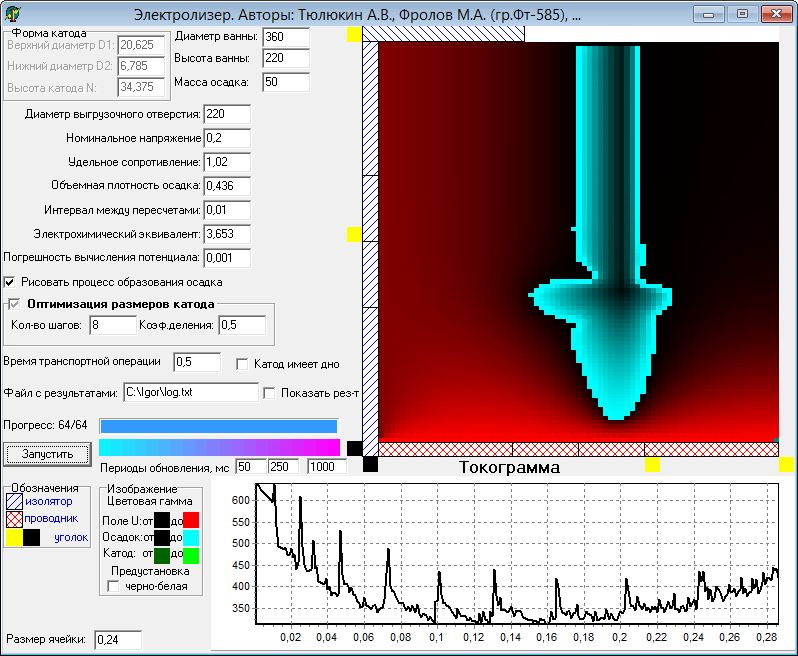 Электролизер. Авторы: Тюлюкин А.В., Фролов М.А. (гр.Фт-585), ...
Форма катода
Верхний диаметр D1: 20,625
Нижний диаметр D2: 6,785
Высота катода N: 34,375
Диаметр ванны: 360
Высота ванны: 220
Масса осадка: 50
Диаметр выгрузочного отверстия: 220
Номинальное напряжение 0,2
Удельное сопротивление: 1,02
Объемная плотность осадка: 0,436
Интервал между пересчетами: 0,01
Электрохимический эквивалент: 3,653
Погрешность вычисления потенциала: 0,001
Рисовать процесс образования осадка
Оптимизация размеров катода
Кол-во шагов: 8 Коэф.деления: 0,5
Время транспортной операции 0,5 Катод имеет дно
Файл с результатами: C:\Igor\log.txt Показать рез-т
Прогресс: 64/64
Запустить
Периоды обновления, мс 50 250 1000
Обозначения
изолятор
проводник
уголок
Изображение
Цветовая гамма
Поле U: от до
Осадок: от до
Катод: от до
Предустановка
черно-белая
Размер ячейки: 0,24
Токограмма
600
550
500
450
400
350
0,02 0,04 0,06 0,08 0,1 0,12 0,14 0,16 0,18 0,2 0,22 0,24 0,26 0,28